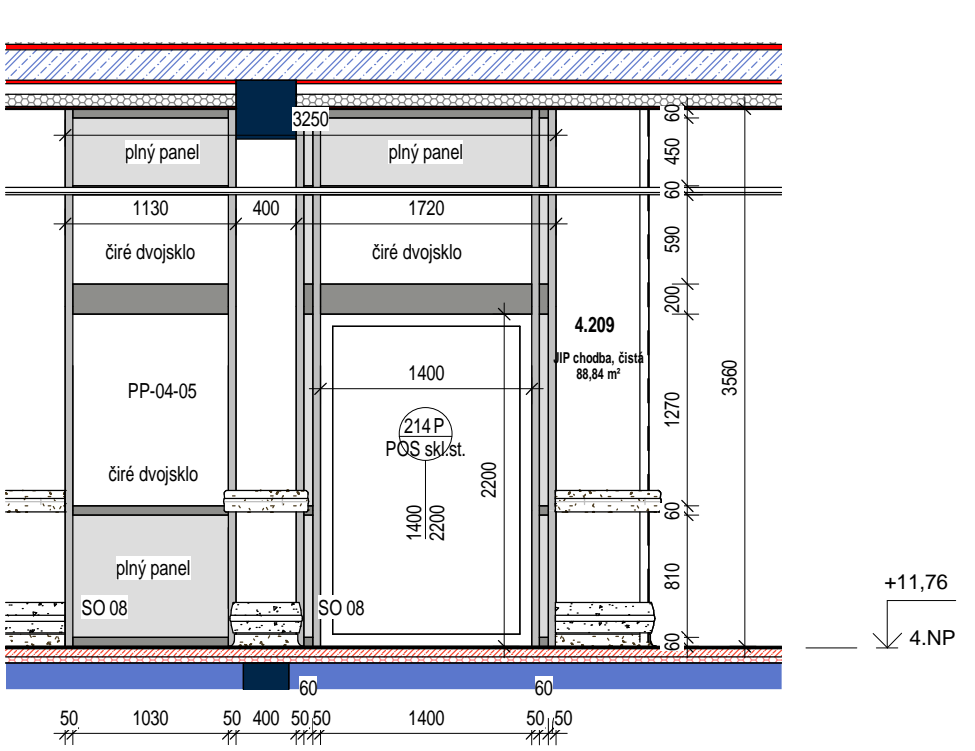 3250
60
plný panel
plný panel
450
60
1130
400
1720
590
čiré dvojsklo
čiré dvojsklo
200
4.209
JIP chodba, čistá
88,84 m²
3560
1400
PP-04-05
1270
214 P
POS skl.st.
čiré dvojsklo
2200
1400
2200
60
plný panel
810
+11,76
SO 08
SO 08
60
4.NP
60
60
50
1030
50
400
50
50
1400
50
50